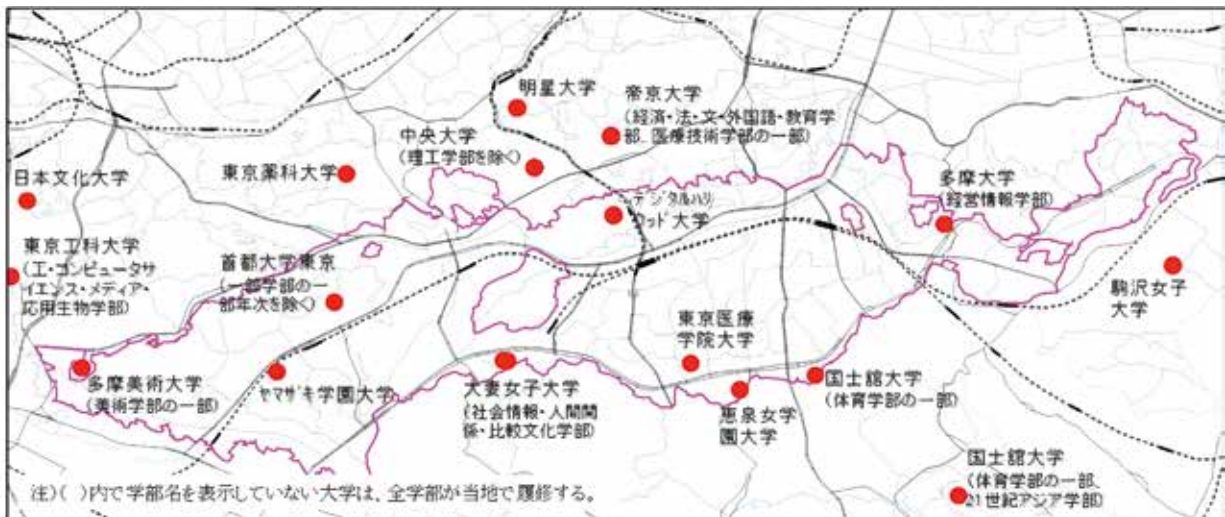 明星大学
帝京大学
(経済・法・文・外国語・教育学
部、医療技術学部の一部)
中央大学
(理工学部を除く)
東京薬科大学
日本文化大学
デジタルハリ
ウッド大学
多摩大学
(経営情報学部)
東京工科大学
(工・コンピュータサ
イエンス・メディア・
応用生物学部)
首都大学東京
(一部学部の一
部年次を除く)
駒沢女子
大学
東京医療
学院大学
多摩美術大学
(美術学部の一部)
ヤマザキ学園大学
大妻女子大学
(社会情報・人間関
係・比較文化学部)
恵泉女学
園大学
国士舘大学
(体育学部の一部)
国士舘大学
(体育学部の一部、
21世紀アジア学部)
注)( )内で学部名を表示していない大学は、全学部が当地で履修する。